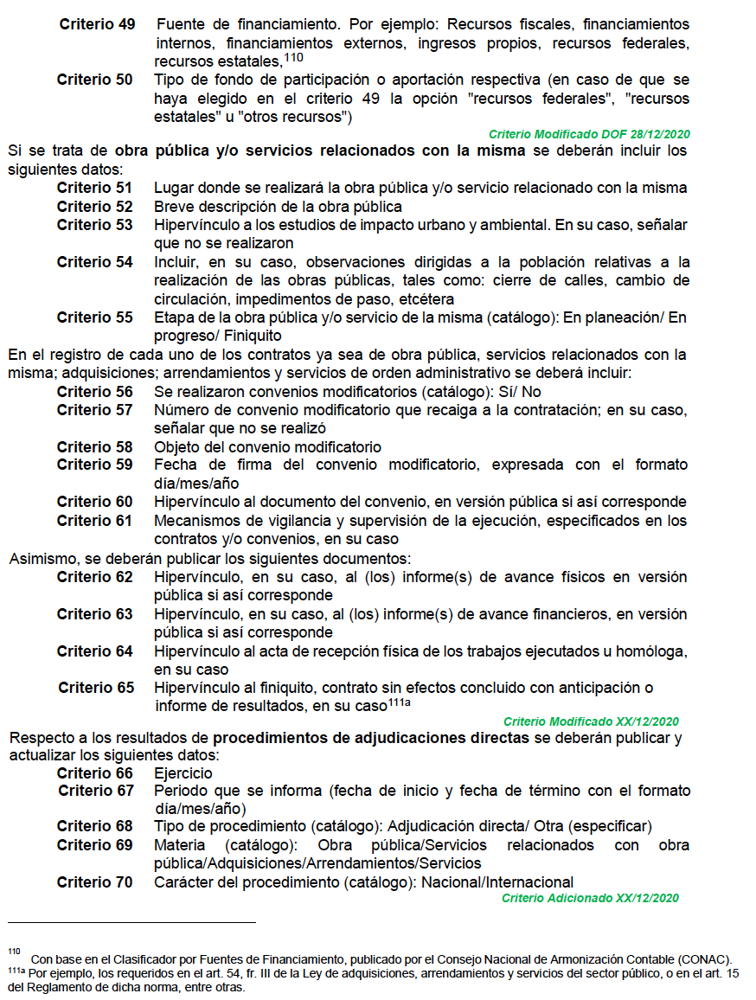 Criterio 49 Fuente de financiamiento. Por ejemplo: Recursos fiscales, financiamientos
internos, financiamientos externos, ingresos propios, recursos federales,
recursos estatales,110
Criterio 50 Tipo de fondo de participación o aportación respectiva (en caso de que se
haya elegido en el criterio 49 la opción "recursos federales", "recursos
estatales" u "otros recursos")
Criterio Modificado DOF 28/12/2020
Si se trata de obra pública y/o servicios relacionados con la misma se deberán incluir los
siguientes datos:
Criterio 51 Lugar donde se realizará la obra pública y/o servicio relacionado con la misma
Criterio 52 Breve descripción de la obra pública
Criterio 53 Hipervínculo a los estudios de impacto urbano y ambiental. En su caso, señalar
que no se realizaron
Criterio 54 Incluir, en su caso, observaciones dirigidas a la población relativas a la
realización de las obras públicas, tales como: cierre de calles, cambio de
circulación, impedimentos de paso, etcétera
Criterio 55 Etapa de la obra pública y/o servicio de la misma (catálogo): En planeación/ En
progreso/ Finiquito
En el registro de cada uno de los contratos ya sea de obra pública, servicios relacionados con la
misma; adquisiciones; arrendamientos y servicios de orden administrativo se deberá incluir:
Criterio 56 Se realizaron convenios modificatorios (catálogo): Sí/ No
Criterio 57 Número de convenio modificatorio que recaiga a la contratación; en su caso,
señalar que no se realizó
Criterio 58 Objeto del convenio modificatorio
Criterio 59 Fecha de firma del convenio modificatorio, expresada con el formato
día/mes/año
Criterio 60 Hipervínculo al documento del convenio, en versión pública si así corresponde
Criterio 61 Mecanismos de vigilancia y supervisión de la ejecución, especificados en los
contratos y/o convenios, en su caso
Asimismo, se deberán publicar los siguientes documentos:
Criterio 62 Hipervínculo, en su caso, al (los) informe(s) de avance físicos en versión
pública si así corresponde
Criterio 63 Hipervínculo, en su caso, al (los) informe(s) de avance financieros, en versión
pública si así corresponde
Criterio 64 Hipervínculo al acta de recepción física de los trabajos ejecutados u homóloga,
en su caso
Criterio 65 Hipervínculo al finiquito, contrato sin efectos concluido con anticipación o
informe de resultados, en su caso111a
Criterio Modificado XX/12/2020
Respecto a los resultados de procedimientos de adjudicaciones directas se deberán publicar y
actualizar los siguientes datos:
Criterio 66 Ejercicio
Criterio 67 Periodo que se informa (fecha de inicio y fecha de término con el formato
día/mes/año)
Criterio 68 Tipo de procedimiento (catálogo): Adjudicación directa/ Otra (especificar)
Criterio 69 Materia (catálogo): Obra pública/Servicios relacionados con obra
pública/Adquisiciones/Arrendamientos/Servicios
Criterio 70 Carácter del procedimiento (catálogo): Nacional/Internacional
Criterio Adicionado XX/12/2020
110 Con base en el Clasificador por Fuentes de Financiamiento, publicado por el Consejo Nacional de Armonización Contable (CONAC).
111a Por ejemplo, los requeridos en el art. 54, fr. III de la Ley de adquisiciones, arrendamientos y servicios del sector público, o en el art. 15
del Reglamento de dicha norma, entre otras.